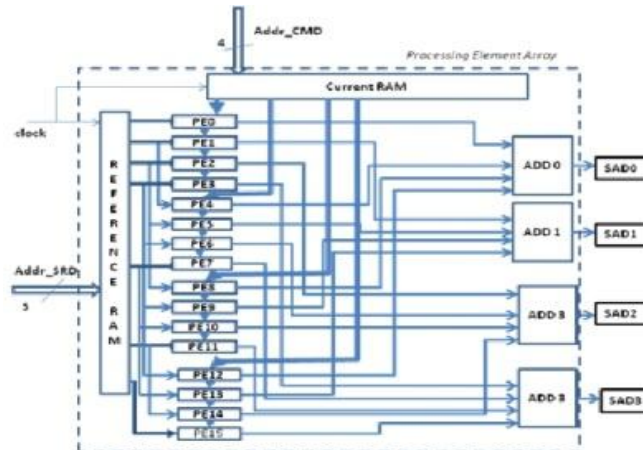 Addr_CMD
4
Processing Element Array
Current RAM
clock
REFERENCE RAM
PE0
PE1
PE2
PE3
PE4
PE5
PE6
PE7
PE8
PE9
PE10
PE11
PE12
PE13
PE14
PE15
Addr_SRD
5
ADD 0
SAD0
ADD 1
SAD1
ADD 3
SAD2
ADD 3
SAD3